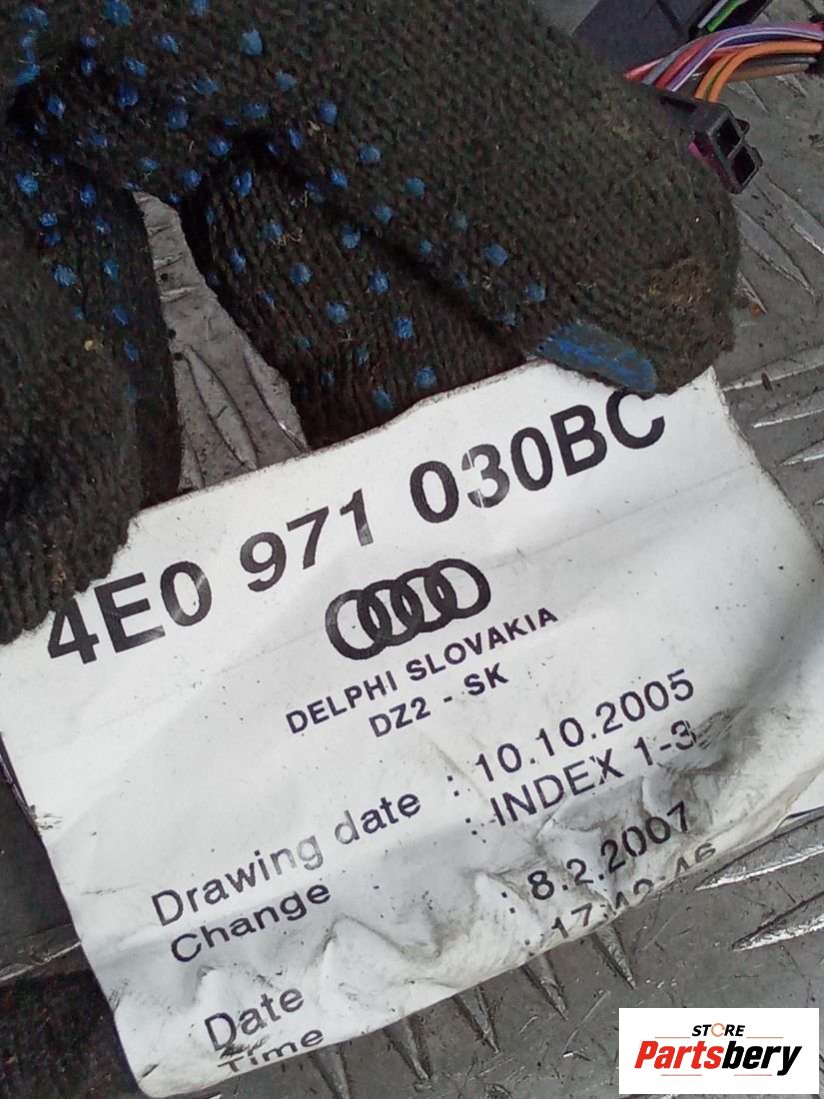 4E0 971 030BC
DELPHI SLOVAKIA
DZ2 - SK
Drawing date : 10.10.2005
Change : INDEX 1-3
Date : 8.2.2007
Time
STORE
Partsbery